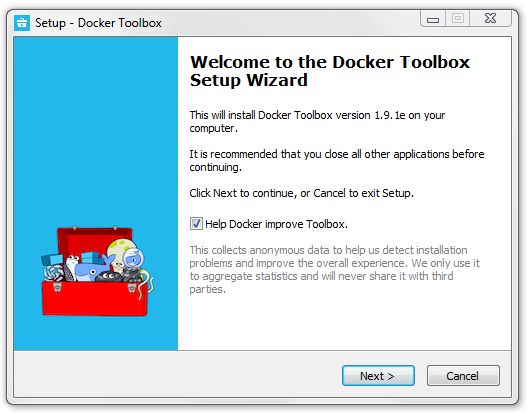 Setup - Docker Toolbox
Welcome to the Docker Toolbox
Setup Wizard
This will install Docker Toolbox version 1.9.1e on your
computer.
It is recommended that you close all other applications before
continuing.
Click Next to continue, or Cancel to exit Setup.
Help Docker improve Toolbox.
This collects anonymous data to help us detect installation
problems and improve the overall experience. We only use it
to aggregate statistics and will never share it with third
parties.
Next >
Cancel